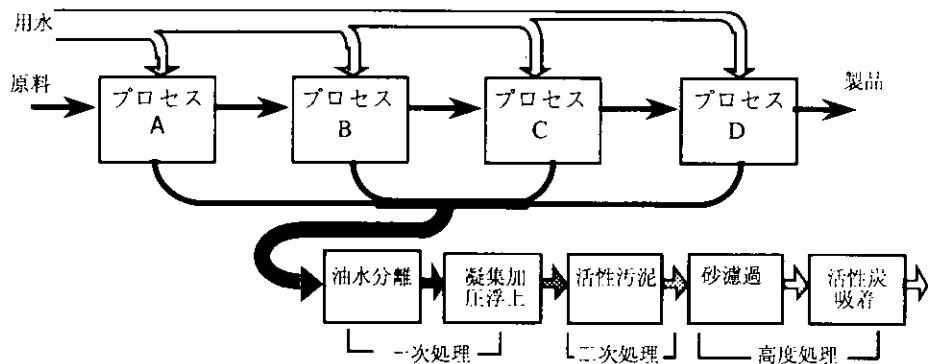 用水
原料
プロセス
A
プロセス
B
プロセス
C
プロセス
D
製品
油水分離
凝集加
圧浮上
活性汚泥
砂濾過
活性炭
吸着
一次処理
二次処理
高度処理